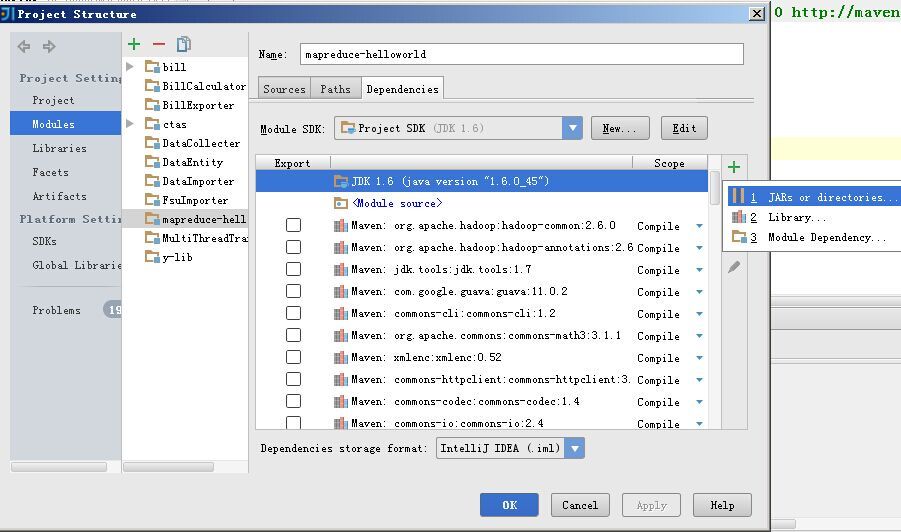 Project Structure
0 http://maven
Project Setting
Project
Modules
Libraries
Facets
Artifacts
Platform Settin
SDKs
Global Librarie
Problems
19
bill
BillCalculator
BillExporter
ctas
DataCollecter
DataEntity
DataImporter
FsuImporter
mapreduce-hell
MultiThreadTra
y-lib
Name: mapreduce-helloworld
Sources Paths Dependencies
Module SDK: Project SDK (JDK 1.6) New... Edit
Export Scope
JDK 1.6 (java version "1.6.0_45")
<Module source>
Maven: org.apache.hadoop:hadoop-common:2.6.0 Compile
Maven: org.apache.hadoop:hadoop-annotations:2.6 Compile
Maven: jdk.tools:jdk.tools:1.7 Compile
Maven: com.google.guava:guava:11.0.2 Compile
Maven: commons-cli:commons-cli:1.2 Compile
Maven: org.apache.commons:commons-math3:3.1.1 Compile
Maven: xmlenc:xmlenc:0.52 Compile
Maven: commons-httpclient:commons-httpclient:3. Compile
Maven: commons-codec:commons-codec:1.4 Compile
Maven: commons-io:commons-io:2.4 Compile
1 JARs or directories...
2 Library...
3 Module Dependency...
Dependencies storage format: IntelliJ IDEA (.iml)
OK Cancel Apply Help